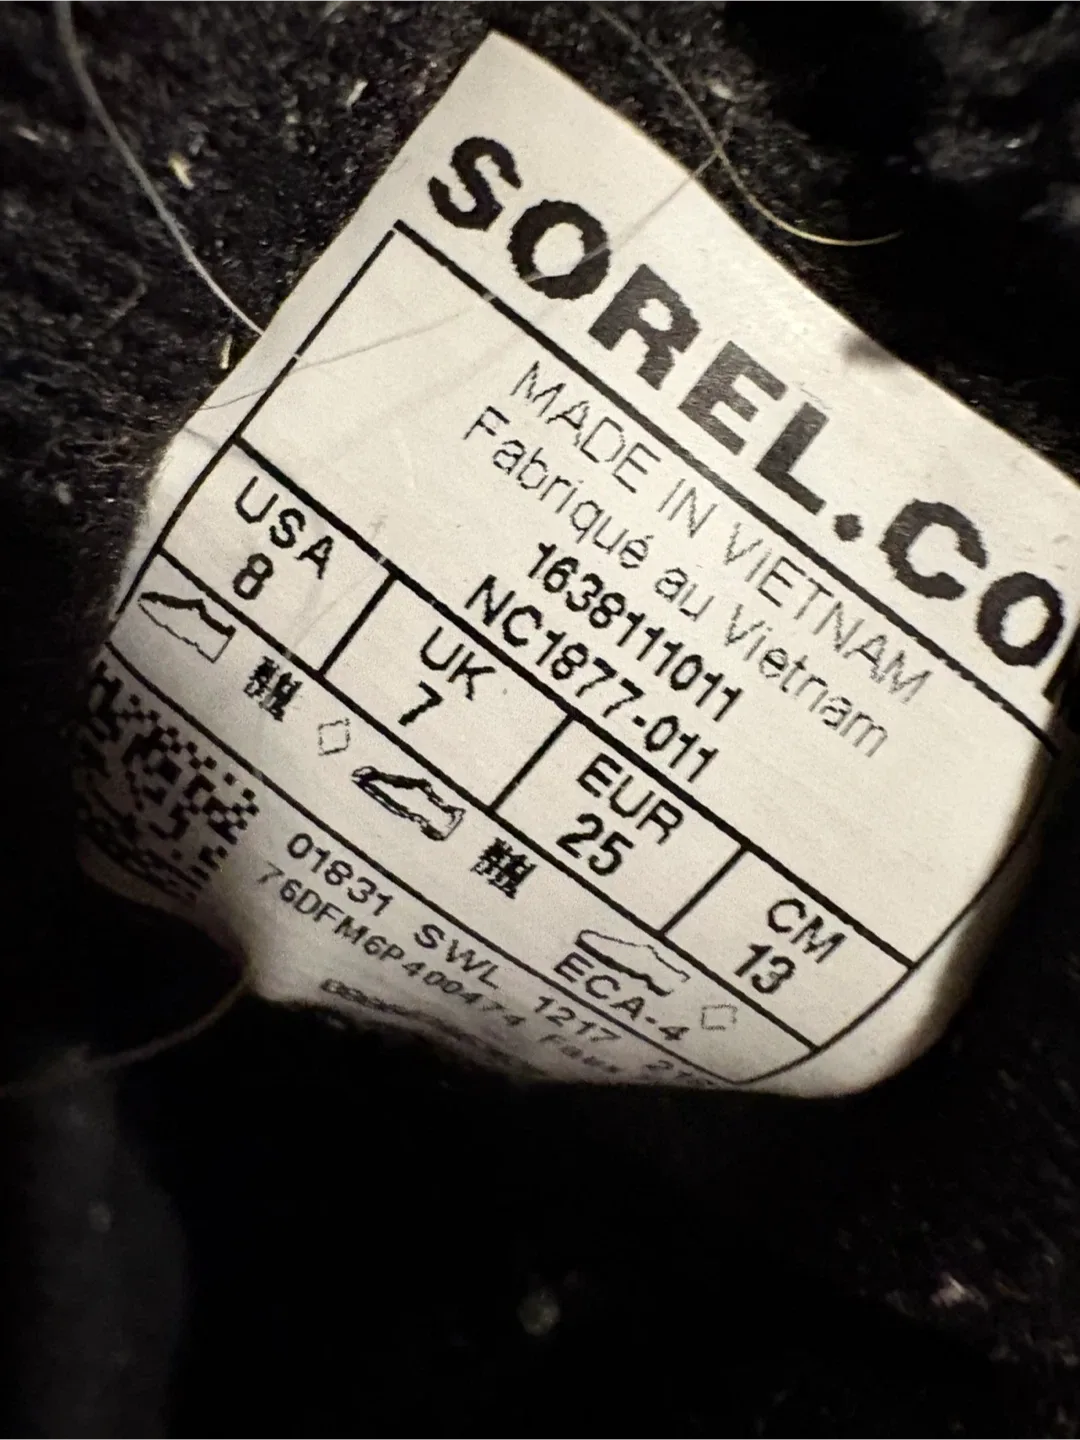 SOREL.CO
MADE IN VIETNAM
Fabriqué au Vietnam
1638111011
NC1877-011
USA UK EUR CM
8 7 25 13
01831 SWL 1217
ECA-4
76DFM6P400474